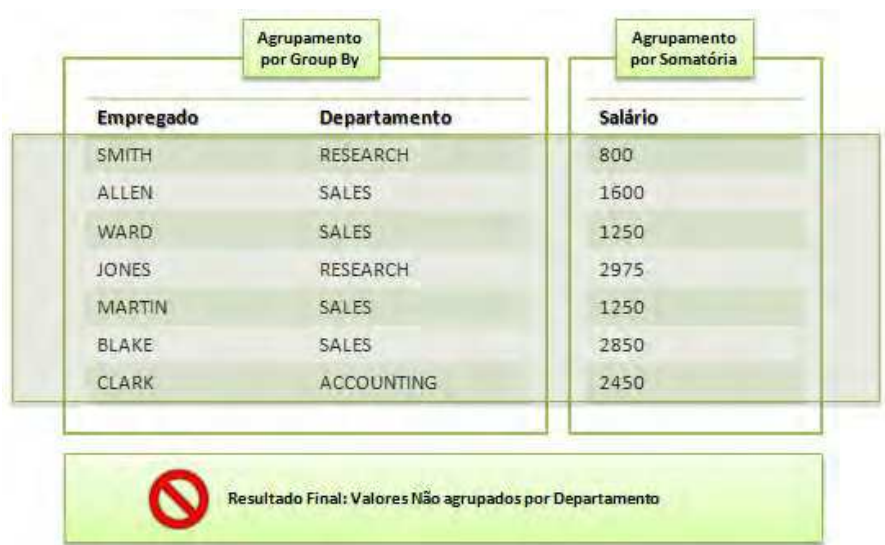 Agrupamento
por Group By
Agrupamento
por Somatória
Empregado Departamento Salário
SMITH RESEARCH 800
ALLEN SALES 1600
WARD SALES 1250
JONES RESEARCH 2975
MARTIN SALES 1250
BLAKE SALES 2850
CLARK ACCOUNTING 2450
Resultado Final: Valores Não agrupados por Departamento